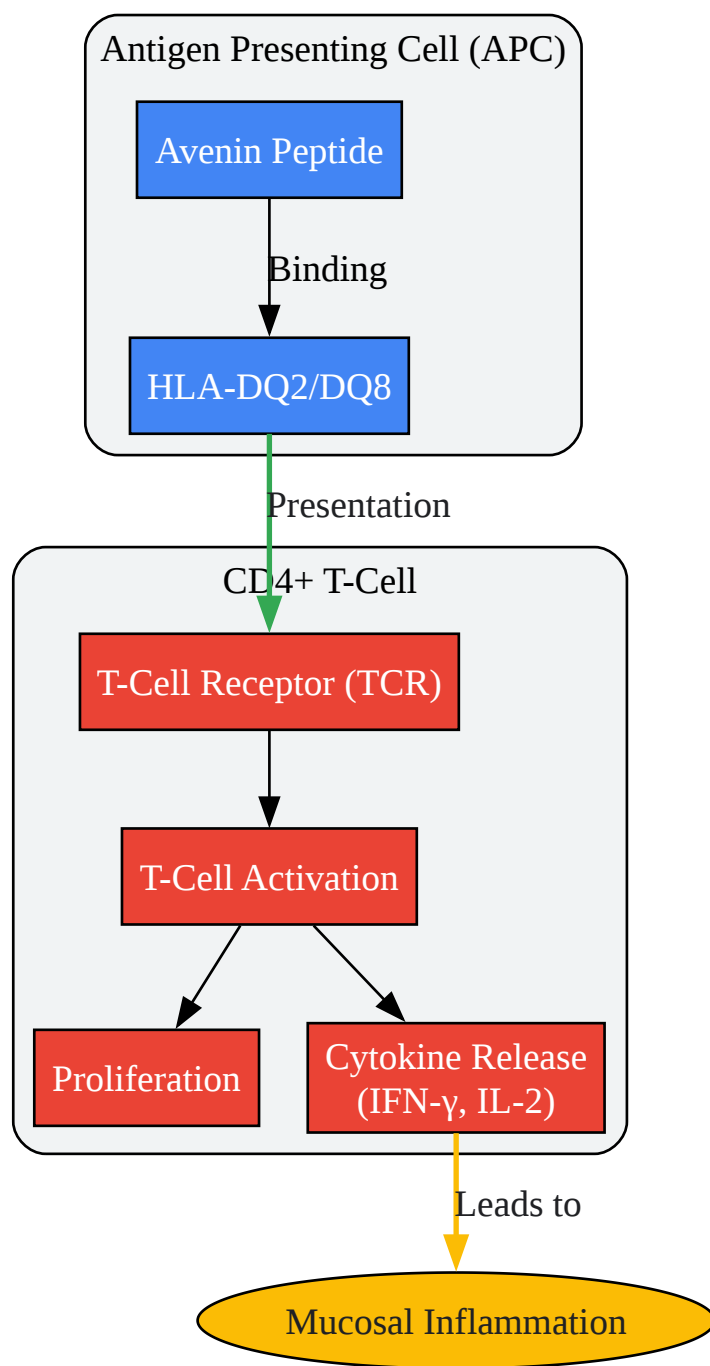 Antigen Presenting Cell (APC)
Avenin Peptide
Binding
HLA-DQ2/DQ8
Presentation
CD4+ T-Cell
T-Cell Receptor (TCR)
T-Cell Activation
Proliferation
Cytokine Release
(IFN-γ, IL-2)
Leads to
Mucosal Inflammation